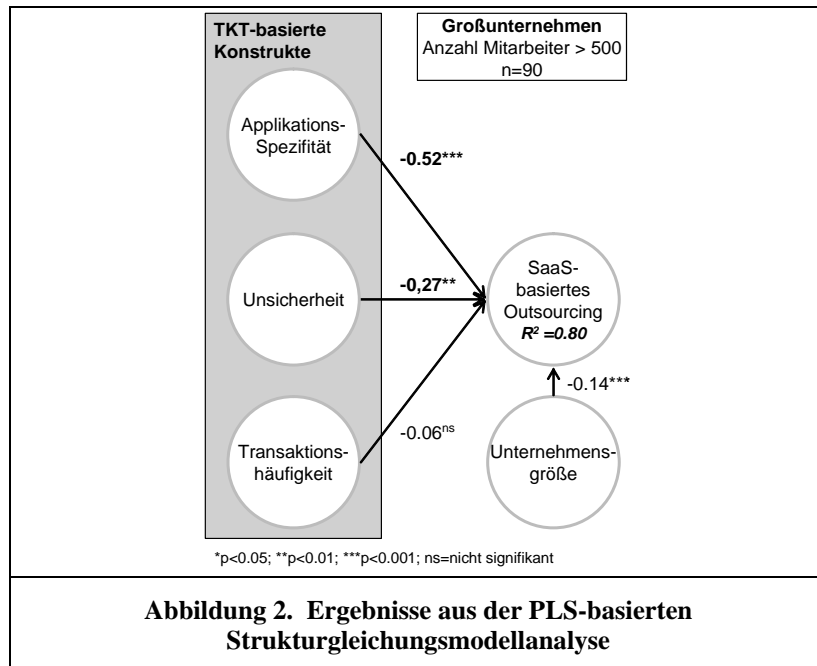 TKT-basierte
Konstrukte
Großunternehmen
Anzahl Mitarbeiter > 500
n=90
Applikations-
Spezifität
-0.52***
Unsicherheit
-0,27**
SaaS-
basiertes
Outsourcing
R² =0.80
-0.14***
Transaktions-
häufigkeit
-0.06ns
Unternehmens-
größe
*p<0.05; **p<0.01; ***p<0.001; ns=nicht signifikant
Abbildung 2. Ergebnisse aus der PLS-basierten
Strukturgleichungsmodellanalyse